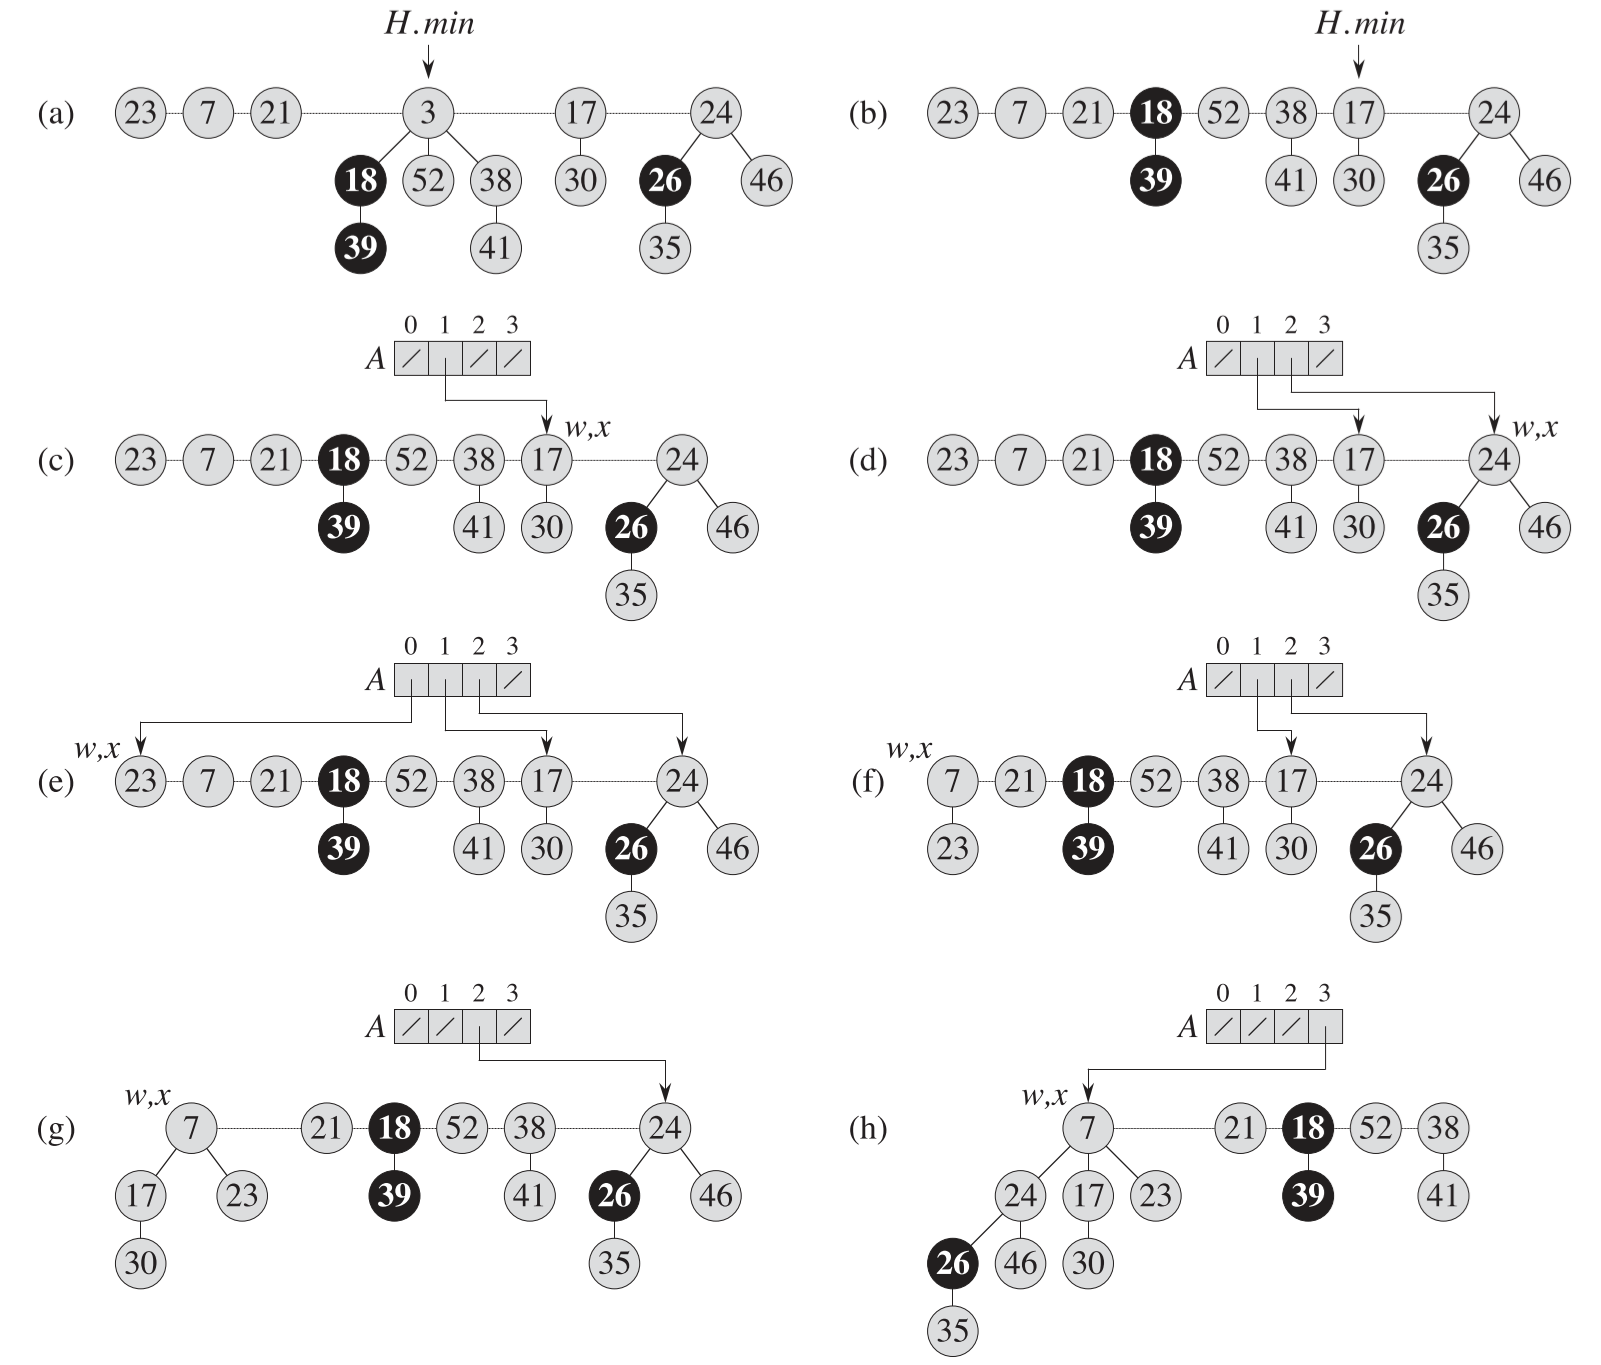 H.min
H.min
(a) 23 7 21 3 17 24
18 52 38 30 26 46
39 41 35
(b) 23 7 21 18 52 38 17 24
39 41 30 26 46
35
0 1 2 3
A
w,x
(c) 23 7 21 18 52 38 17 24
39 41 30 26 46
35
0 1 2 3
A
w,x
(d) 23 7 21 18 52 38 17 24
39 41 30 26 46
35
0 1 2 3
A
w,x
(e) 23 7 21 18 52 38 17 24
39 41 30 26 46
35
0 1 2 3
A
w,x
(f) 7 21 18 52 38 17 24
23 39 41 30 26 46
35
0 1 2 3
A
w,x
(g) 7 21 18 52 38 24
17 23 39 41 26 46
30 35
0 1 2 3
A
w,x
(h) 7 21 18 52 38
24 17 23 39 41
26 46 30
35